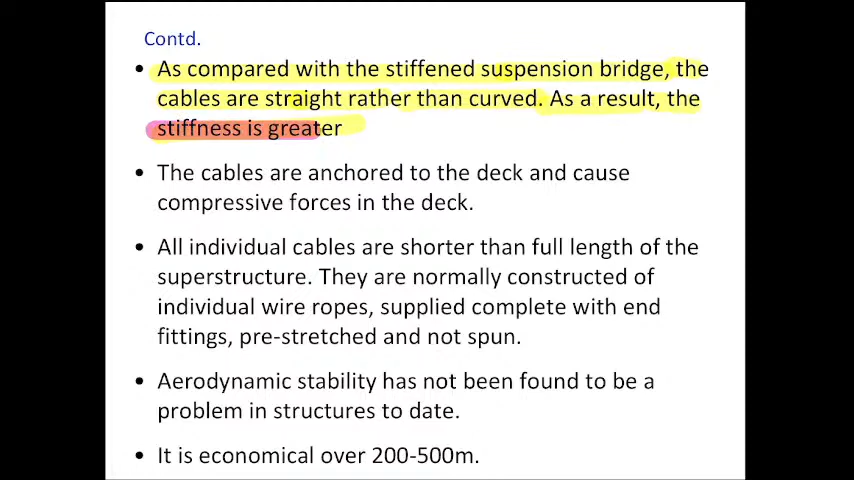 Contd.
• As compared with the stiffened suspension bridge, the
cables are straight rather than curved. As a result, the
stiffness is greater
• The cables are anchored to the deck and cause
compressive forces in the deck.
• All individual cables are shorter than full length of the
superstructure. They are normally constructed of
individual wire ropes, supplied complete with end
fittings, pre-stretched and not spun.
• Aerodynamic stability has not been found to be a
problem in structures to date.
• It is economical over 200-500m.